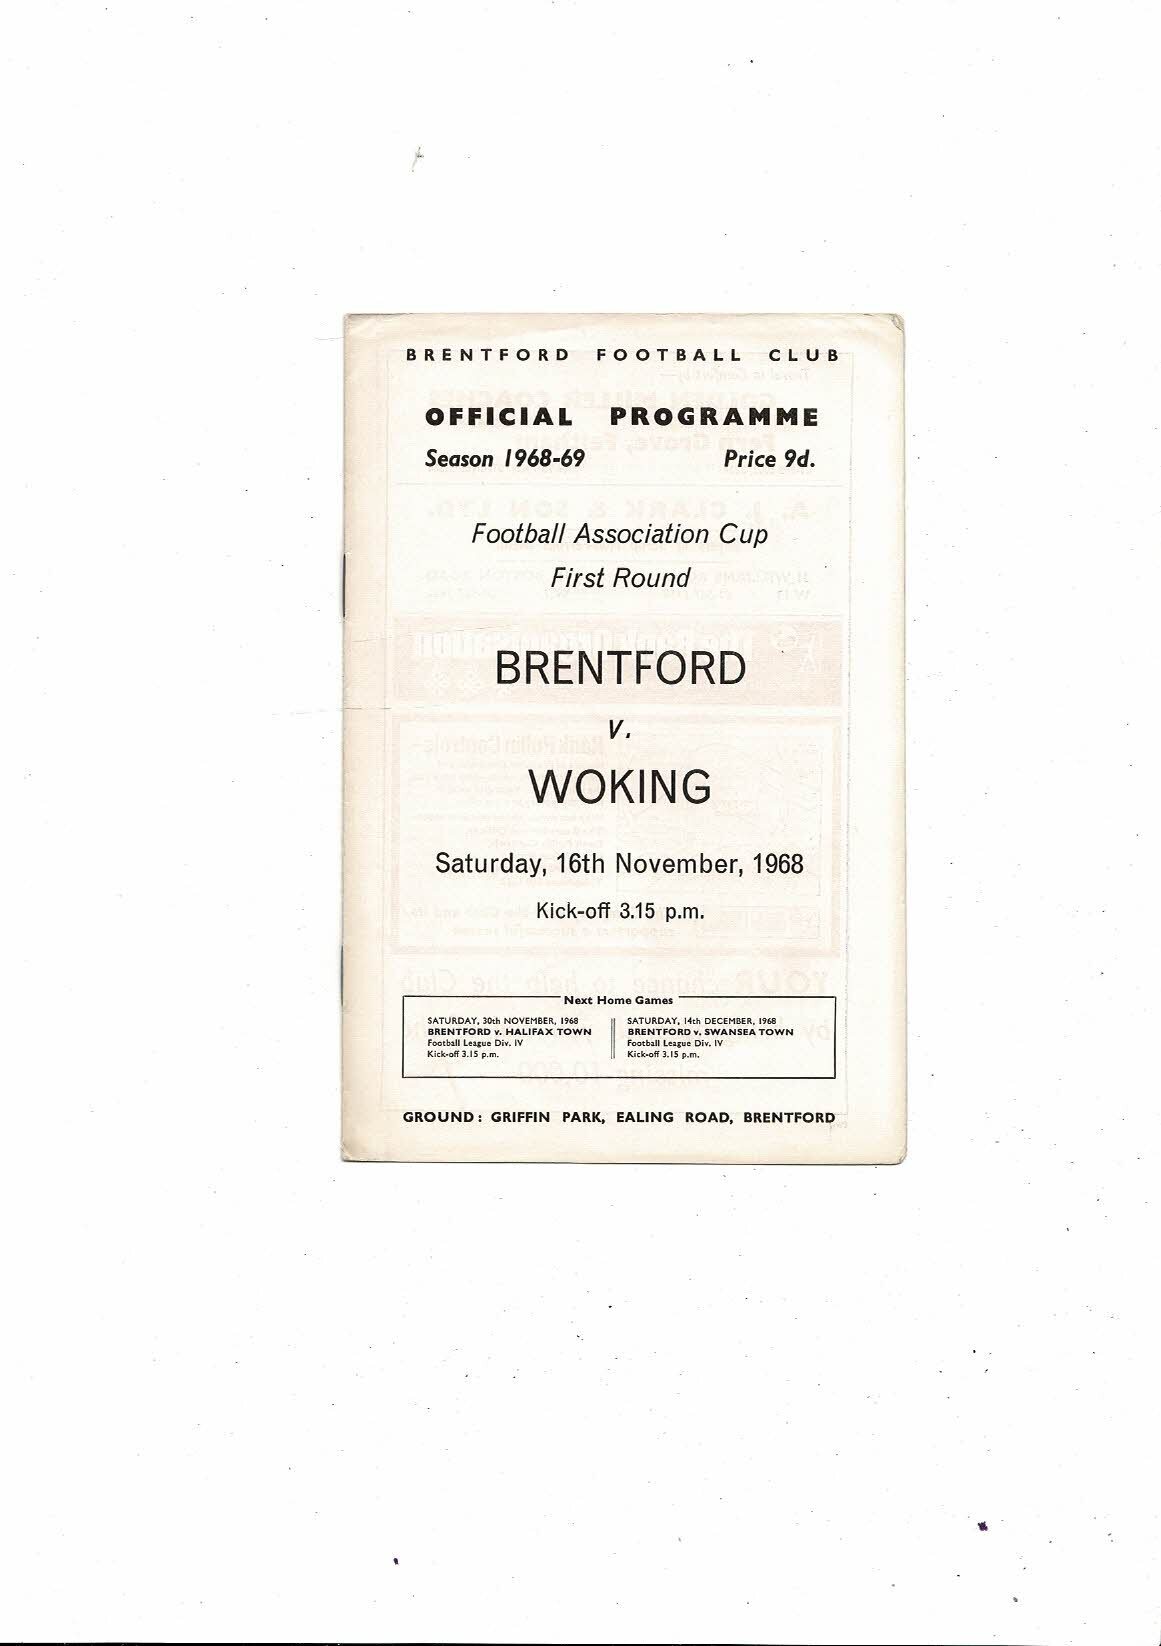 BRENTFORD FOOTBALL CLUB
OFFICIAL PROGRAMME
Season 1968-69 Price 9d.
Football Association Cup
First Round
BRENTFORD
v.
WOKING
Saturday, 16th November, 1968
Kick-off 3.15 p.m.
Next Home Games
SATURDAY, 30th NOVEMBER, 1968
BRENTFORD v. HALIFAX TOWN
Football League Div. IV
Kick-off 3.15 p.m.
SATURDAY, 14th DECEMBER, 1968
BRENTFORD v. SWANSEA TOWN
Football League Div. IV
Kick-off 3.15 p.m.
GROUND: GRIFFIN PARK, EALING ROAD, BRENTFORD